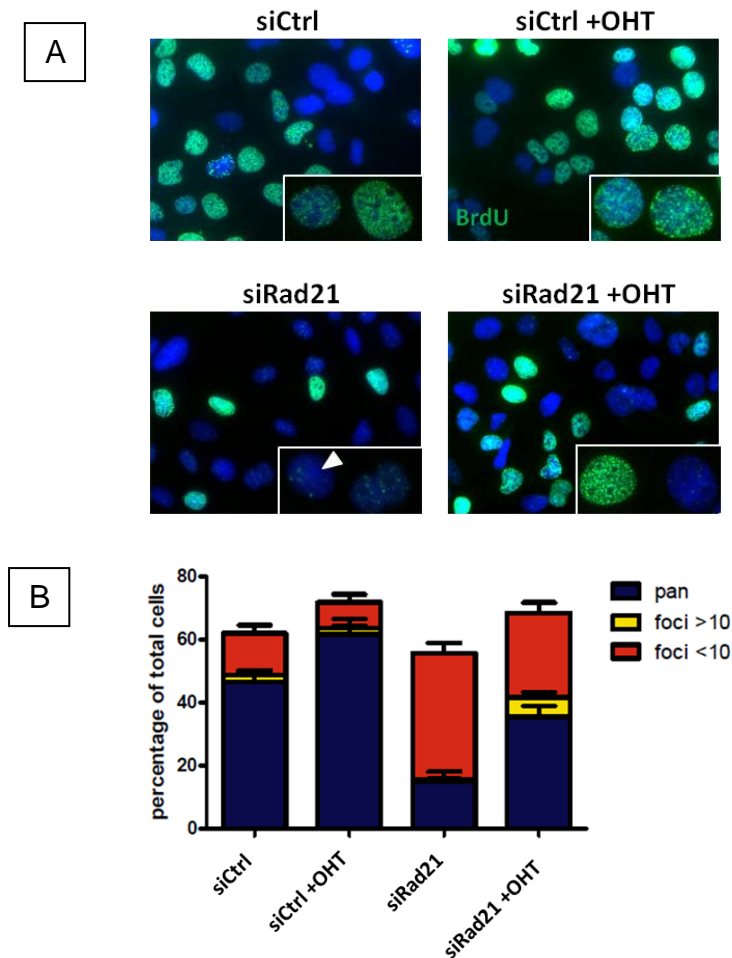 A
siCtrl
siCtrl +OHT
BrdU
siRad21
siRad21 +OHT
B
percentage of total cells
80
60
40
20
0
siCtrl
siCtrl +OHT
siRad21
siRad21 +OHT
pan
foci >10
foci <10